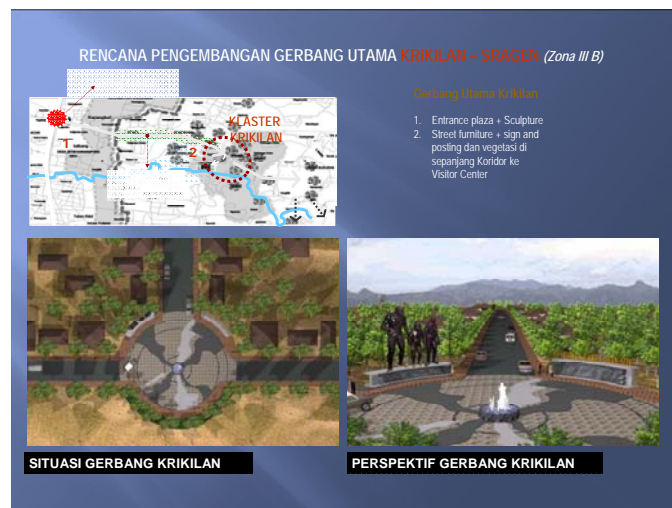 RENCANA PENGEMBANGAN GERBANG UTAMA KRIKILAN – SRAGEN (Zona III B)
Gerbang Utama Krikilan
1. Entrance plaza + Sculpture
2. Street furniture + sign and
posting dan vegetasi di
sepanjang Koridor ke
Visitor Center
KLASTER
KRIKILAN
1
2
SITUASI GERBANG KRIKILAN
PERSPEKTIF GERBANG KRIKILAN